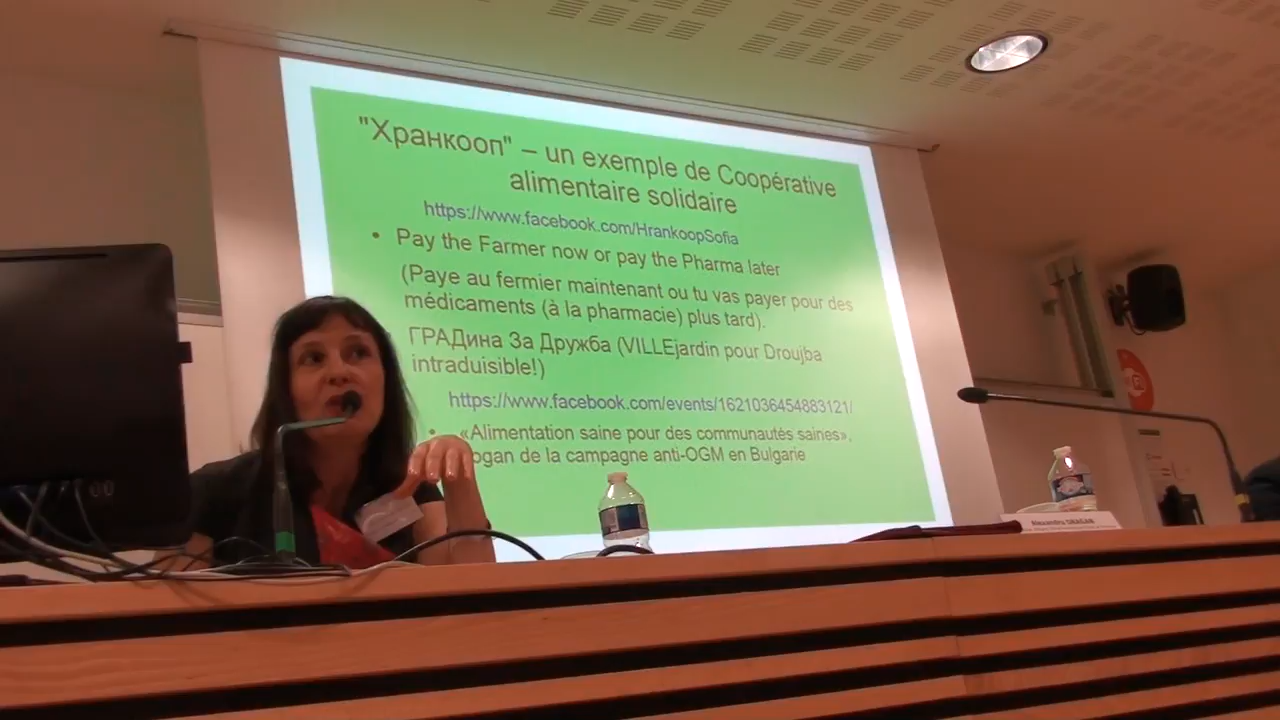 "Хранкооп" – un exemple de Coopérative
alimentaire solidaire
https://www.facebook.com/HrankoopSofia
• Pay the Farmer now or pay the Pharma later
(Paye au fermier maintenant ou tu vas payer pour des
médicaments (à la pharmacie) plus tard).
ГРАДина За Дружба (VILLEjardin pour Droujba
intraduisible!)
https://www.facebook.com/events/1621036454883121/
• «Alimentation saine pour des communautés saines»,
ogan de la campagne anti-OGM en Bulgarie
Alexandru DRAGAN